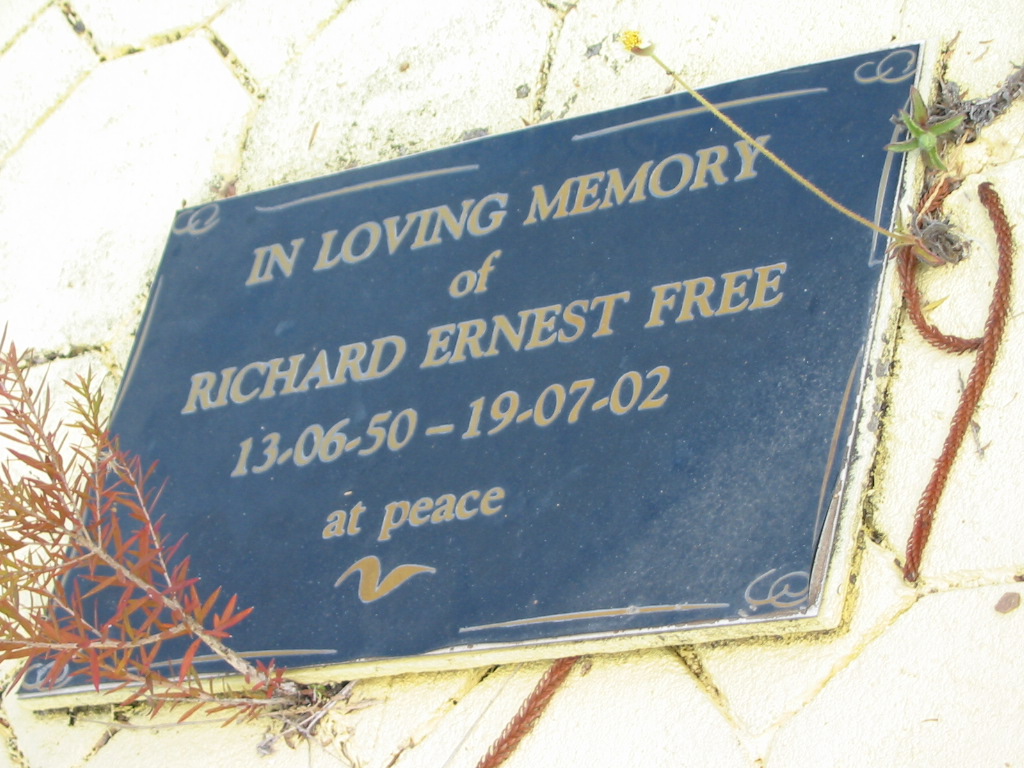 IN LOVING MEMORY
of
RICHARD ERNEST FREE
13-06-50 – 19-07-02
at peace